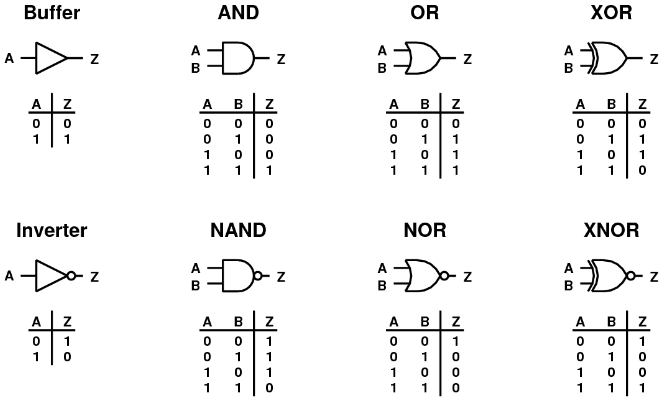 Buffer AND OR XOR
A Z A B Z A B Z A B Z
A Z A B Z A B Z A B Z
0 0 0 0 0 0 0 0 0 0 0
1 1 0 1 0 0 1 1 0 1 1
1 0 0 1 0 1 1 0 1
1 1 1 1 1 1 1 1 0
Inverter NAND NOR XNOR
A Z A B Z A B Z A B Z
A Z A B Z A B Z A B Z
0 1 0 0 1 0 0 1 0 0 1
1 0 0 1 1 0 1 0 0 1 0
1 0 1 1 0 0 1 0 0
1 1 0 1 1 0 1 1 1